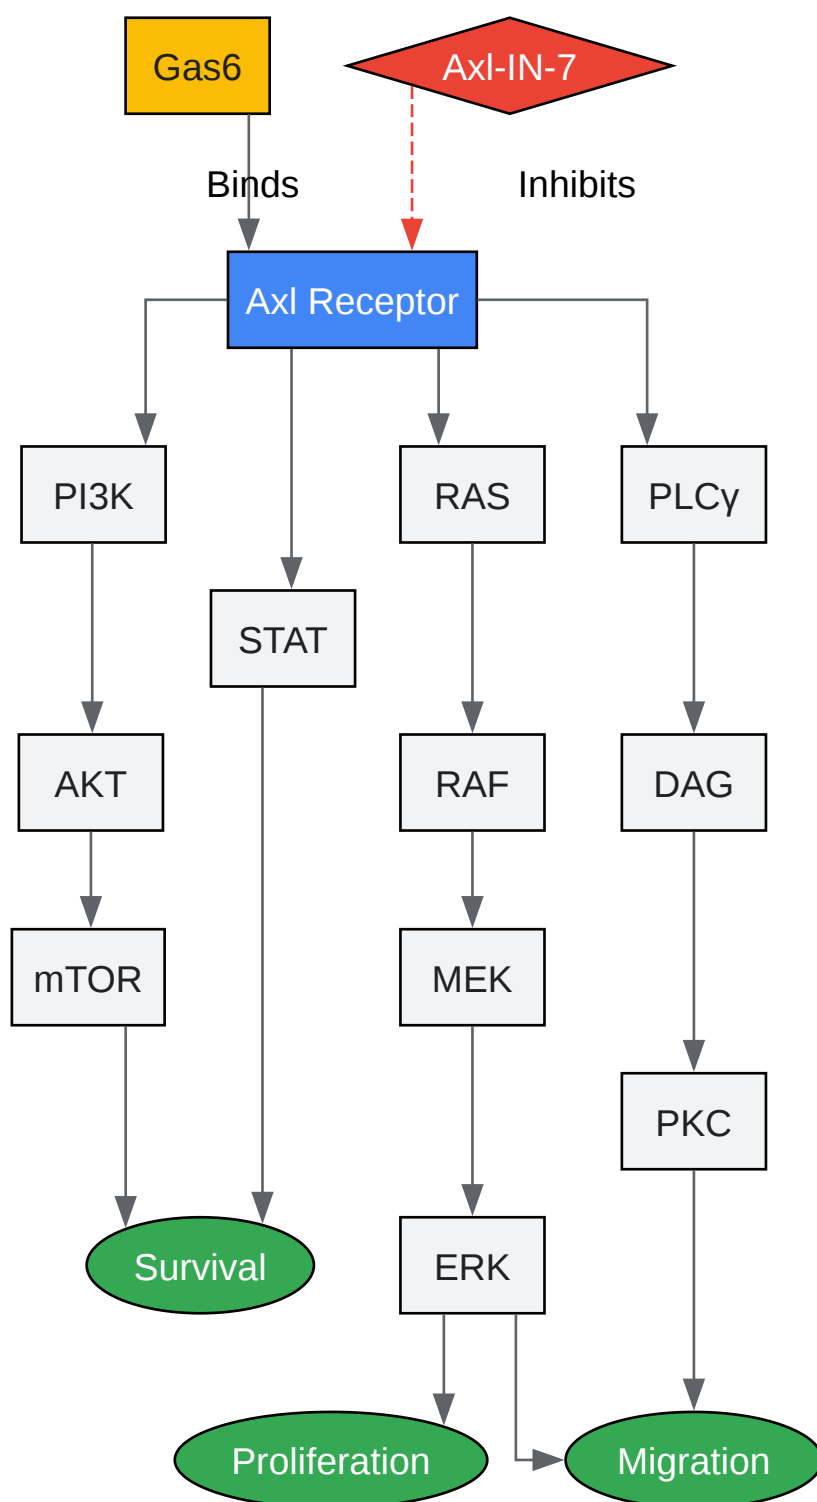 Gas6
Axl-IN-7
Binds
Inhibits
Axl Receptor
PI3K
RAS
PLCγ
STAT
AKT
RAF
DAG
mTOR
MEK
PKC
Survival
ERK
Proliferation
Migration